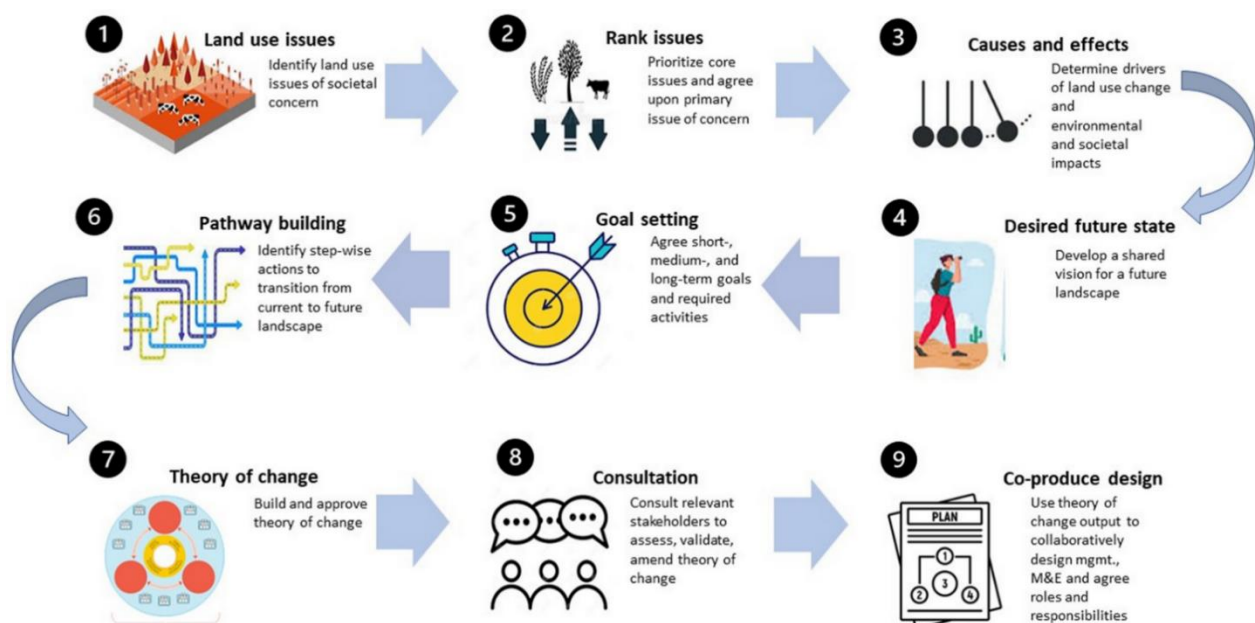 1
Land use issues
Identify land use
issues of societal
concern
2
Rank issues
Prioritize core
issues and agree
upon primary
issue of concern
3
Causes and effects
Determine drivers
of land use change
and
environmental
and societal
impacts
4
Desired future state
Develop a shared
vision for a future
landscape
5
Goal setting
Agree short-,
medium-, and
long-term goals
and required
activities
6
Pathway building
Identify step-wise
actions to
transition from
current to future
landscape
7
Theory of change
Build and approve
theory of change
8
Consultation
Consult relevant
stakeholders to
assess, validate,
amend theory of
change
9
Co-produce design
PLAN
1
2
3
4
Use theory of
change output to
collaboratively
design mgmt.,
M&E and agree
roles and
responsibilities